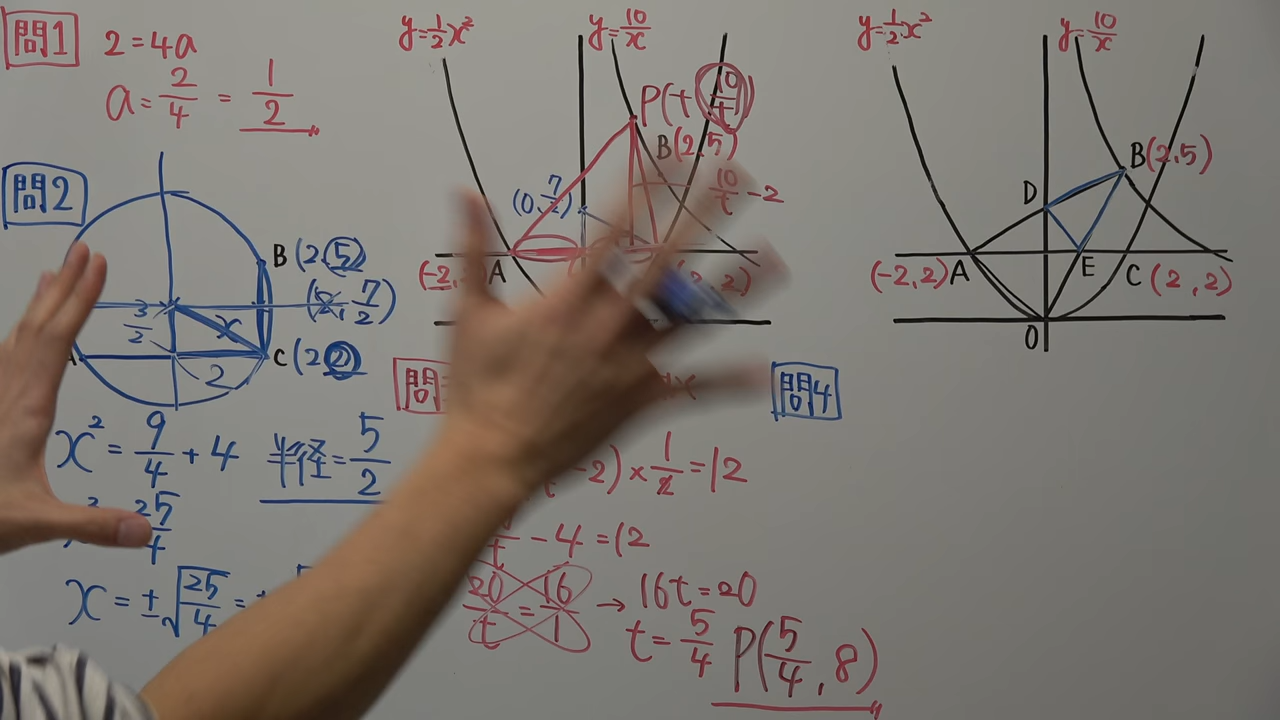 問1
2=4a
a=2/4=1/2
問2
B(2,5)
(2,7/2)
3/2
x
2
C(2,2)
x²=9/4+4
半径=5/2
25
x=±√25/4=
y=1/2x²
y=10/x
P(t,10/t)
B(2,5)
(0,7/2)
10/t-2
A
問
-2)×1/2=12
-4=12
20/t=16/1→16t=20
t=5/4
P(5/4,8)
y=1/2x²
y=10/x
B(2,5)
D
(-2,2)A
E
C(2,2)
O
問4